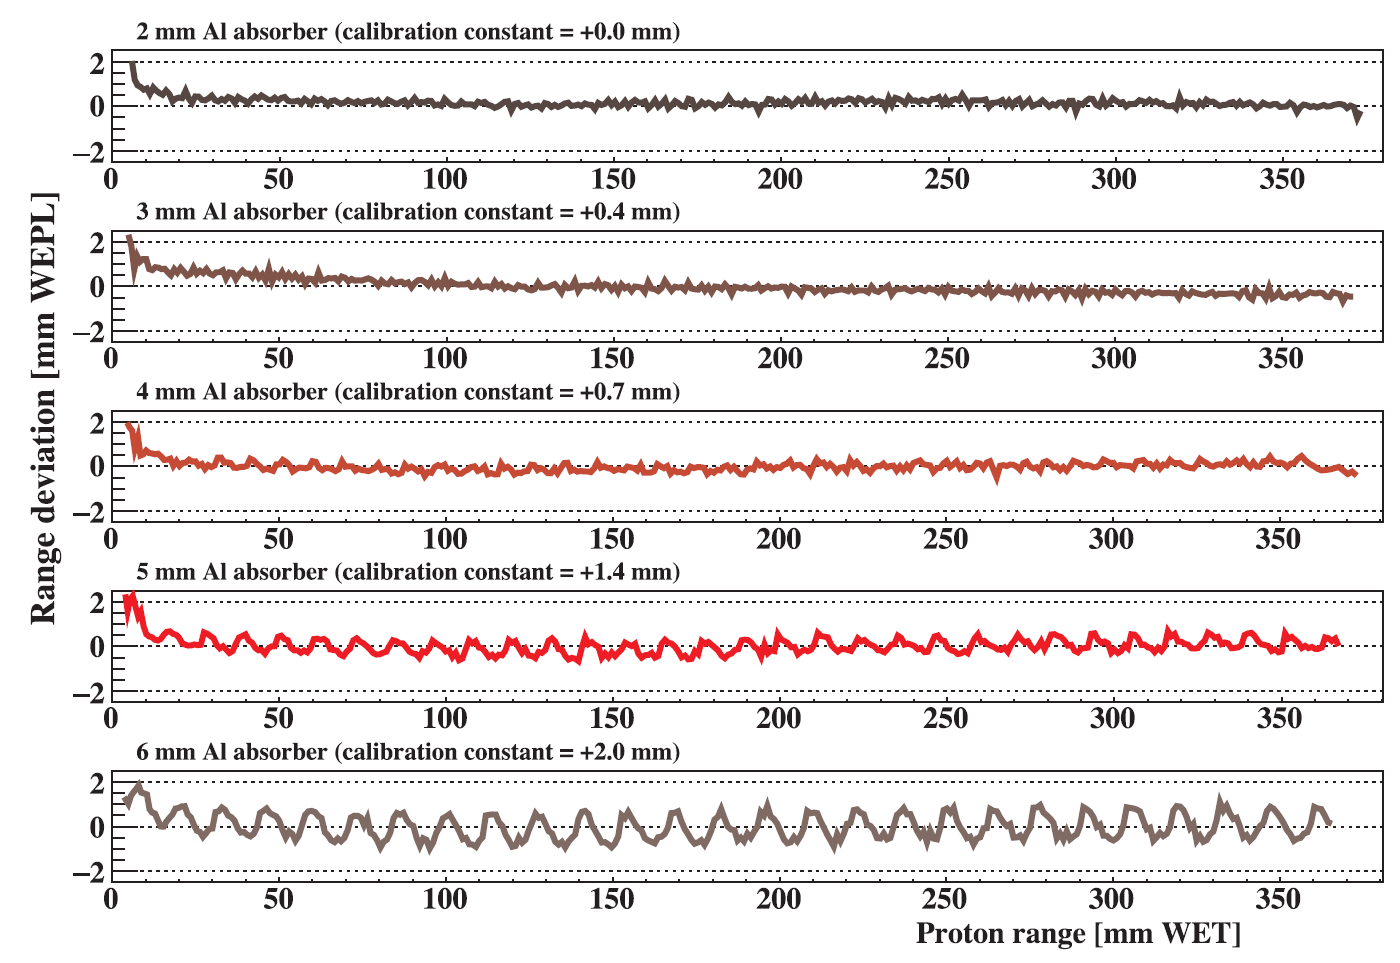 2 mm Al absorber (calibration constant = +0.0 mm)
2
0
−2
0 50 100 150 200 250 300 350
3 mm Al absorber (calibration constant = +0.4 mm)
2
0
−2
0 50 100 150 200 250 300 350
4 mm Al absorber (calibration constant = +0.7 mm)
2
0
−2
0 50 100 150 200 250 300 350
5 mm Al absorber (calibration constant = +1.4 mm)
2
0
−2
0 50 100 150 200 250 300 350
6 mm Al absorber (calibration constant = +2.0 mm)
2
0
−2
0 50 100 150 200 250 300 350
Range deviation [mm WEPL]
Proton range [mm WET]